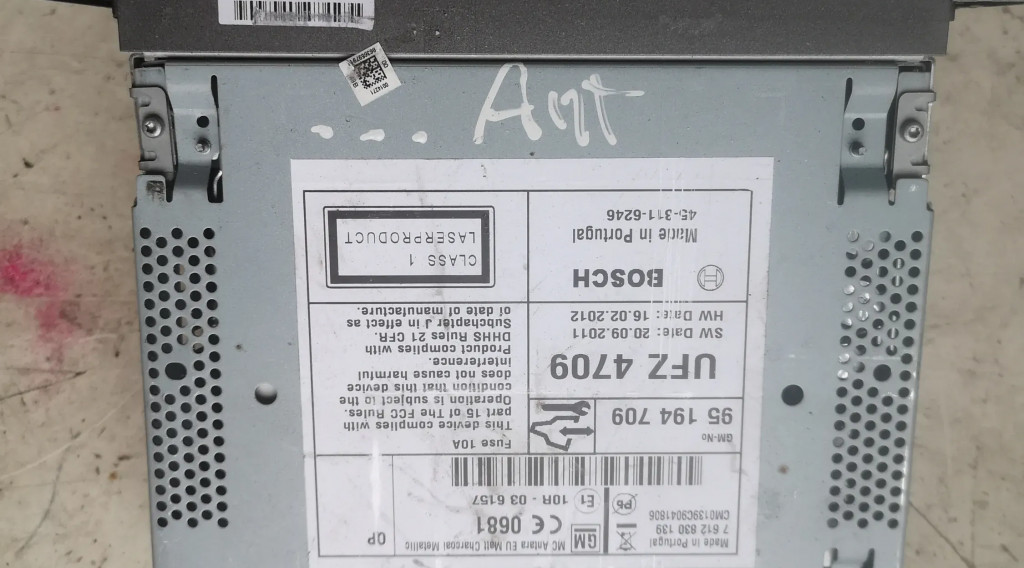 Ant
Made in Portugal
7 612 830 139
CM0139C9041806
GM
MC Antara EU Matt Charcoal Metallic
CE 0681
E1 10R - 03 6157
Pb
QP
GM-No
95 194 709
UFZ 4709
SW Date: 20.09.2011
HW Date: 16.02.2012
BOSCH
Made in Portugal
45-311-6246
Fuse 10A
This device complies with
part 15 of The FCC Rules.
Operation is subject to the
condition that this device
does not cause harmful
interference.
Product complies with
DHHS Rules 21 CFR.
Subchapter J in effect as
of date of manufacture.
CLASS 1
LASERPRODUCT